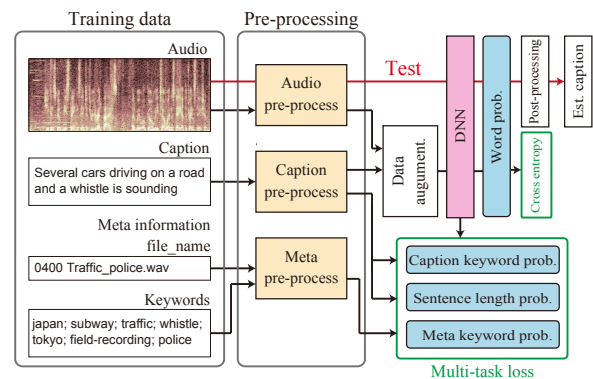 Training data
Pre-processing
Audio
Audio
pre-process
Test
DNN
Word prob.
Post-processing
Est. caption
Caption
Several cars driving on a road
and a whistle is sounding
Caption
pre-process
Data
augument.
Cross entropy
Meta information
file_name
0400 Traffic_police.wav
Meta
pre-process
Keywords
japan; subway; traffic; whistle;
tokyo; field-recording; police
Caption keyword prob.
Sentence length prob.
Meta keyword prob.
Multi-task loss